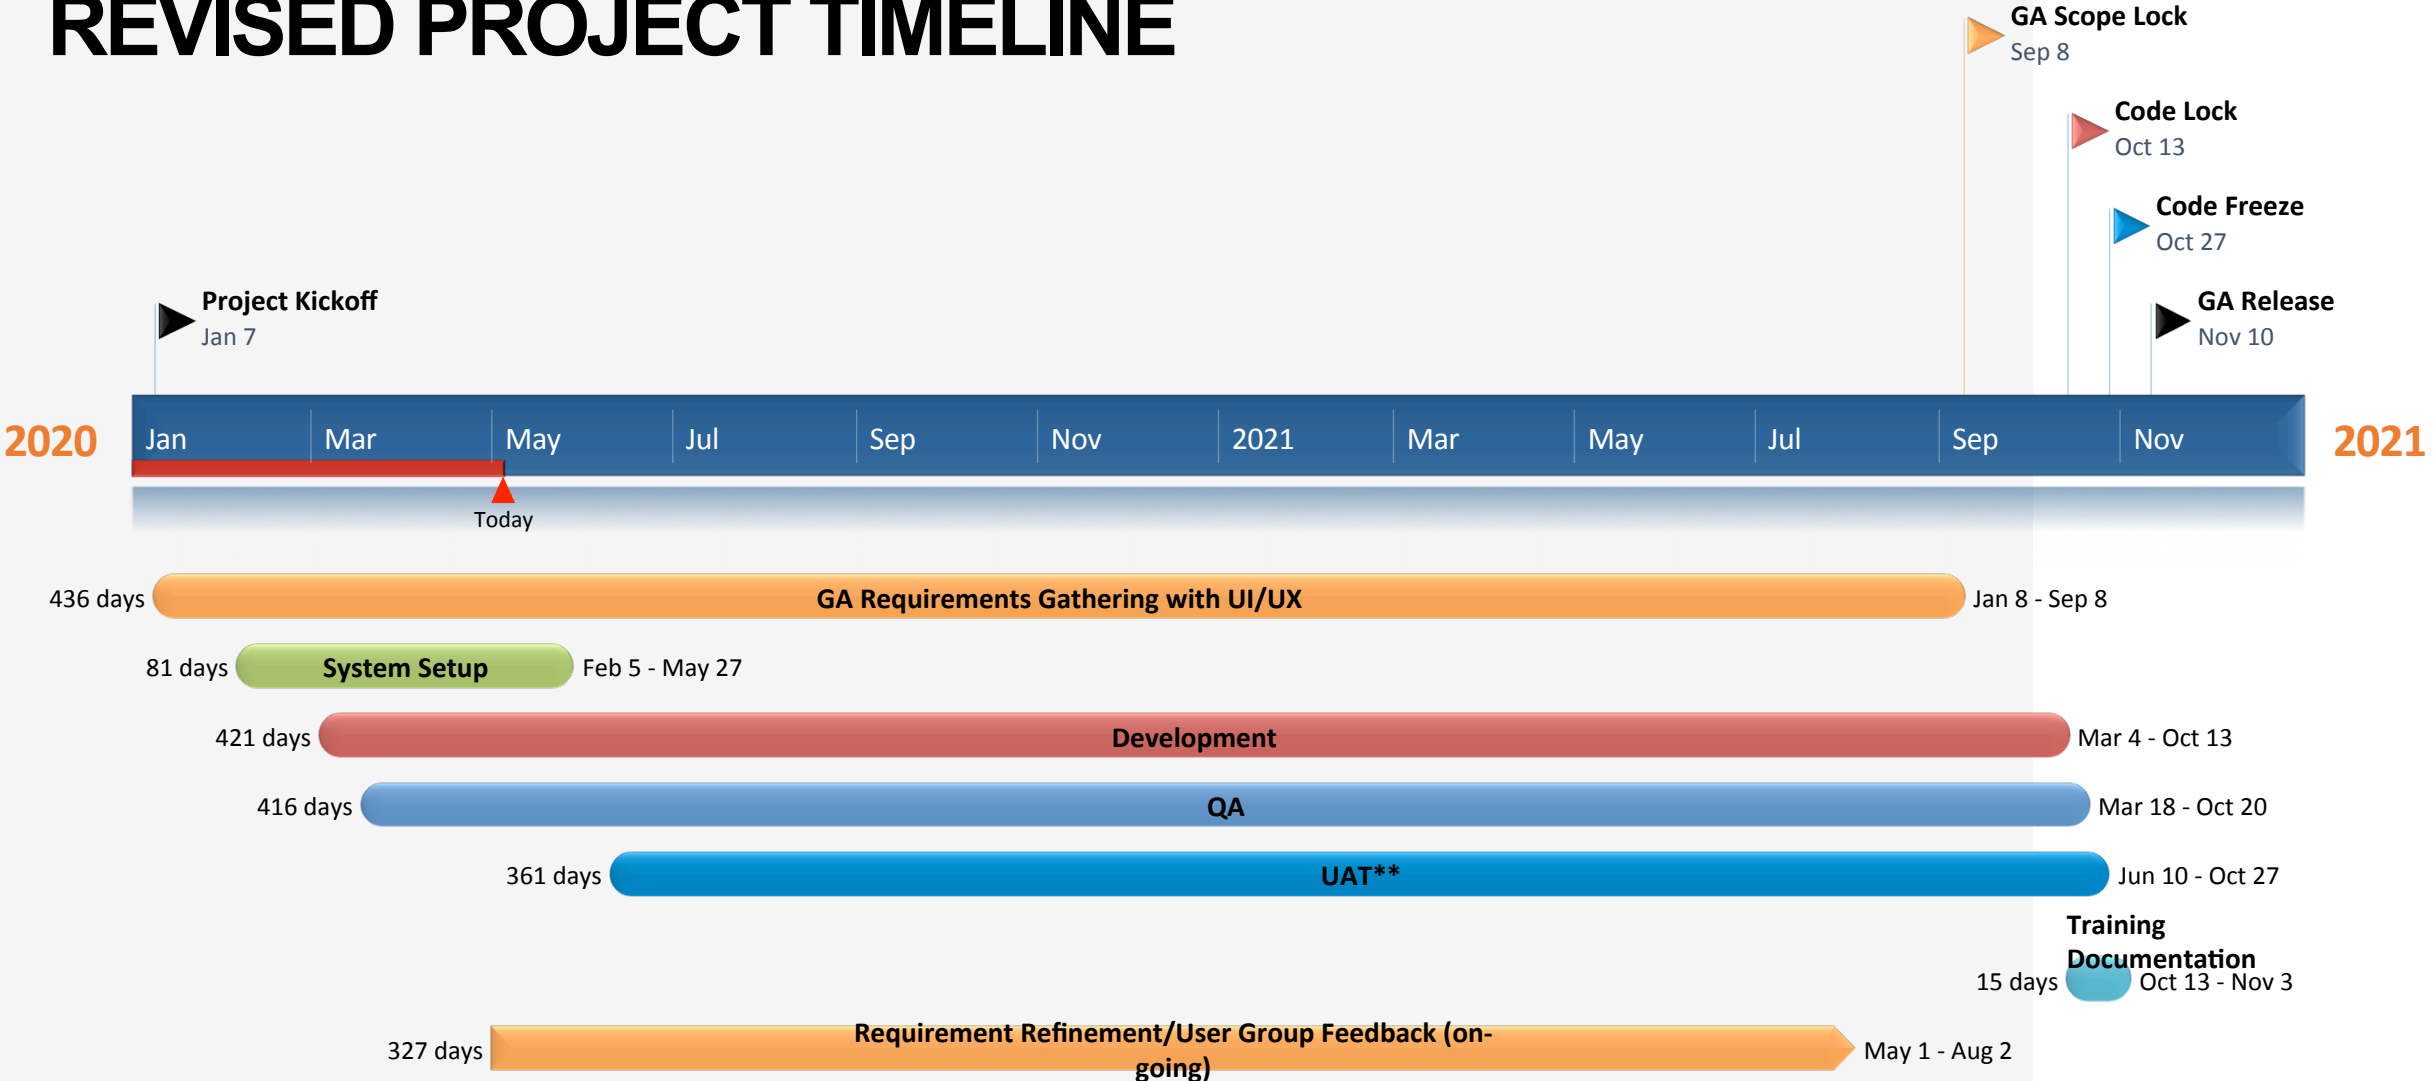 REVISED PROJECT TIMELINE
GA Scope Lock
Sep 8
Code Lock
Oct 13
Code Freeze
Oct 27
Project Kickoff
Jan 7
GA Release
Nov 10
2020 Jan Mar May Jul Sep Nov 2021 Mar May Jul Sep Nov 2021
Today
436 days GA Requirements Gathering with UI/UX Jan 8 - Sep 8
81 days System Setup Feb 5 - May 27
421 days Development Mar 4 - Oct 13
416 days QA Mar 18 - Oct 20
361 days UAT** Jun 10 - Oct 27
Training
Documentation
15 days Oct 13 - Nov 3
Requirement Refinement/User Group Feedback (on-
327 days May 1 - Aug 2
going)